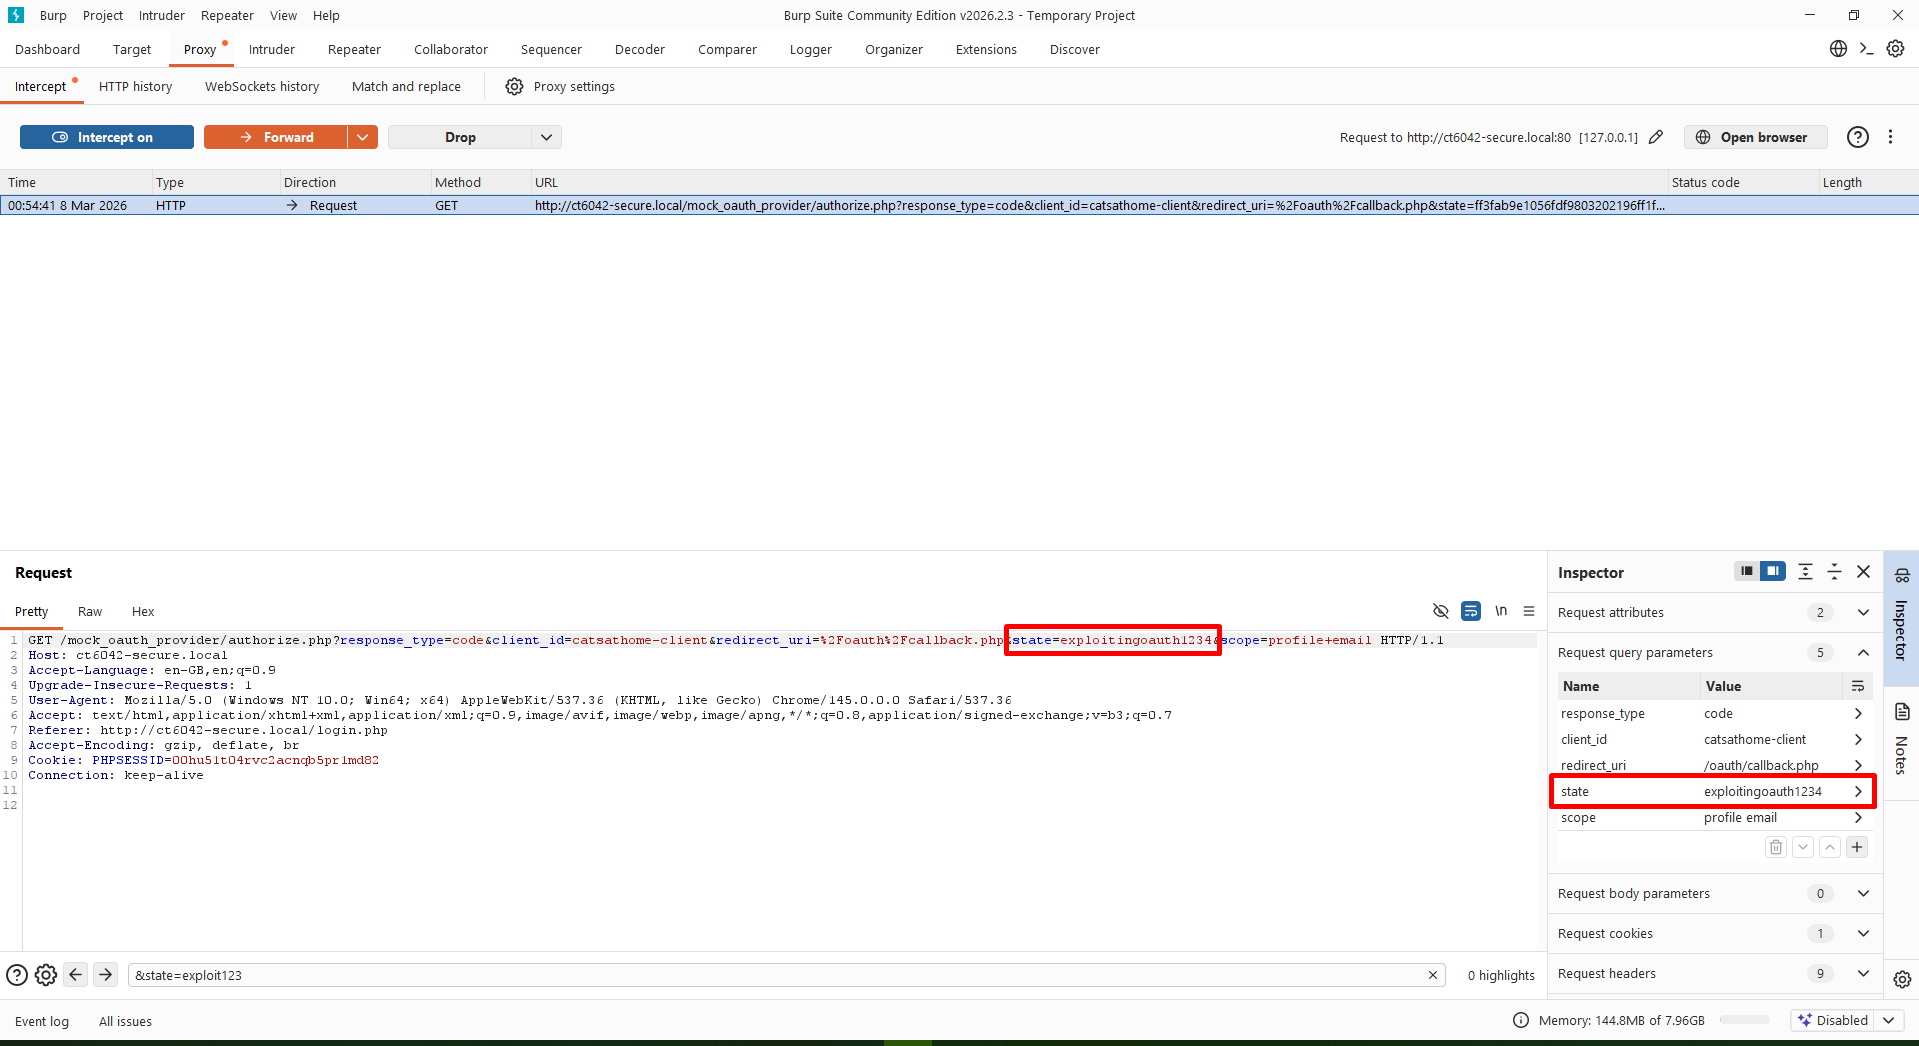 Burp Project Intruder Repeater View Help Burp Suite Community Edition v2026.2.3 - Temporary Project
Dashboard Target Proxy Intruder Repeater Collaborator Sequencer Decoder Comparer Logger Organizer Extensions Discover
Intercept HTTP history WebSockets history Match and replace Proxy settings
Intercept on Forward Drop Request to http://ct6042-secure.local:80 [127.0.0.1] Open browser
Time Type Direction Method URL Status code Length
00:54:41 8 Mar 2026 HTTP Request GET http://ct6042-secure.local/mock_oauth_provider/authorize.php?response_type=code&client_id=catsathome-client&redirect_uri=%2Foauth%2Fcallback.php&state=ff3fab9e1056fdf9803202196ff1f...
Request
Pretty Raw Hex \n
1 GET /mock_oauth_provider/authorize.php?response_type=code&client_id=catsathome-client&redirect_uri=%2Foauth%2Fcallback.php&state=exploitingoauth1234&scope=profile+email HTTP/1.1
2 Host: ct6042-secure.local
3 Accept-Language: en-GB,en;q=0.9
4 Upgrade-Insecure-Requests: 1
5 User-Agent: Mozilla/5.0 (Windows NT 10.0; Win64; x64) AppleWebKit/537.36 (KHTML, like Gecko) Chrome/145.0.0.0 Safari/537.36
6 Accept: text/html,application/xhtml+xml,application/xml;q=0.9,image/avif,image/webp,image/apng,*/*;q=0.8,application/signed-exchange;v=b3;q=0.7
7 Referer: http://ct6042-secure.local/login.php
8 Accept-Encoding: gzip, deflate, br
9 Cookie: PHPSESSID=00hu51t04rvc2acnqb5pr1md82
10 Connection: keep-alive
11
12
&state=exploit123 0 highlights
Inspector
Request attributes 2
Request query parameters 5
Name Value
response_type code
client_id catsathome-client
redirect_uri /oauth/callback.php
state exploitingoauth1234
scope profile email
Request body parameters 0
Request cookies 1
Request headers 9
Inspector
Notes
Event log All issues Memory: 144.8MB of 7.96GB Disabled